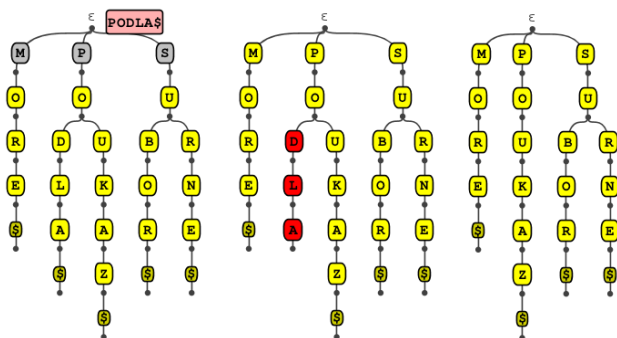 ε PODLA$
M P S
O O U
R D U B R
E L K O N
$ A A R E
$ Z $ $
$
ε
M P S
O O U
R D U B R
E L K O N
$ A A R E
Z $ $
$
ε
M P S
O O U
R U B R
E K O N
$ A R E
Z $ $
$